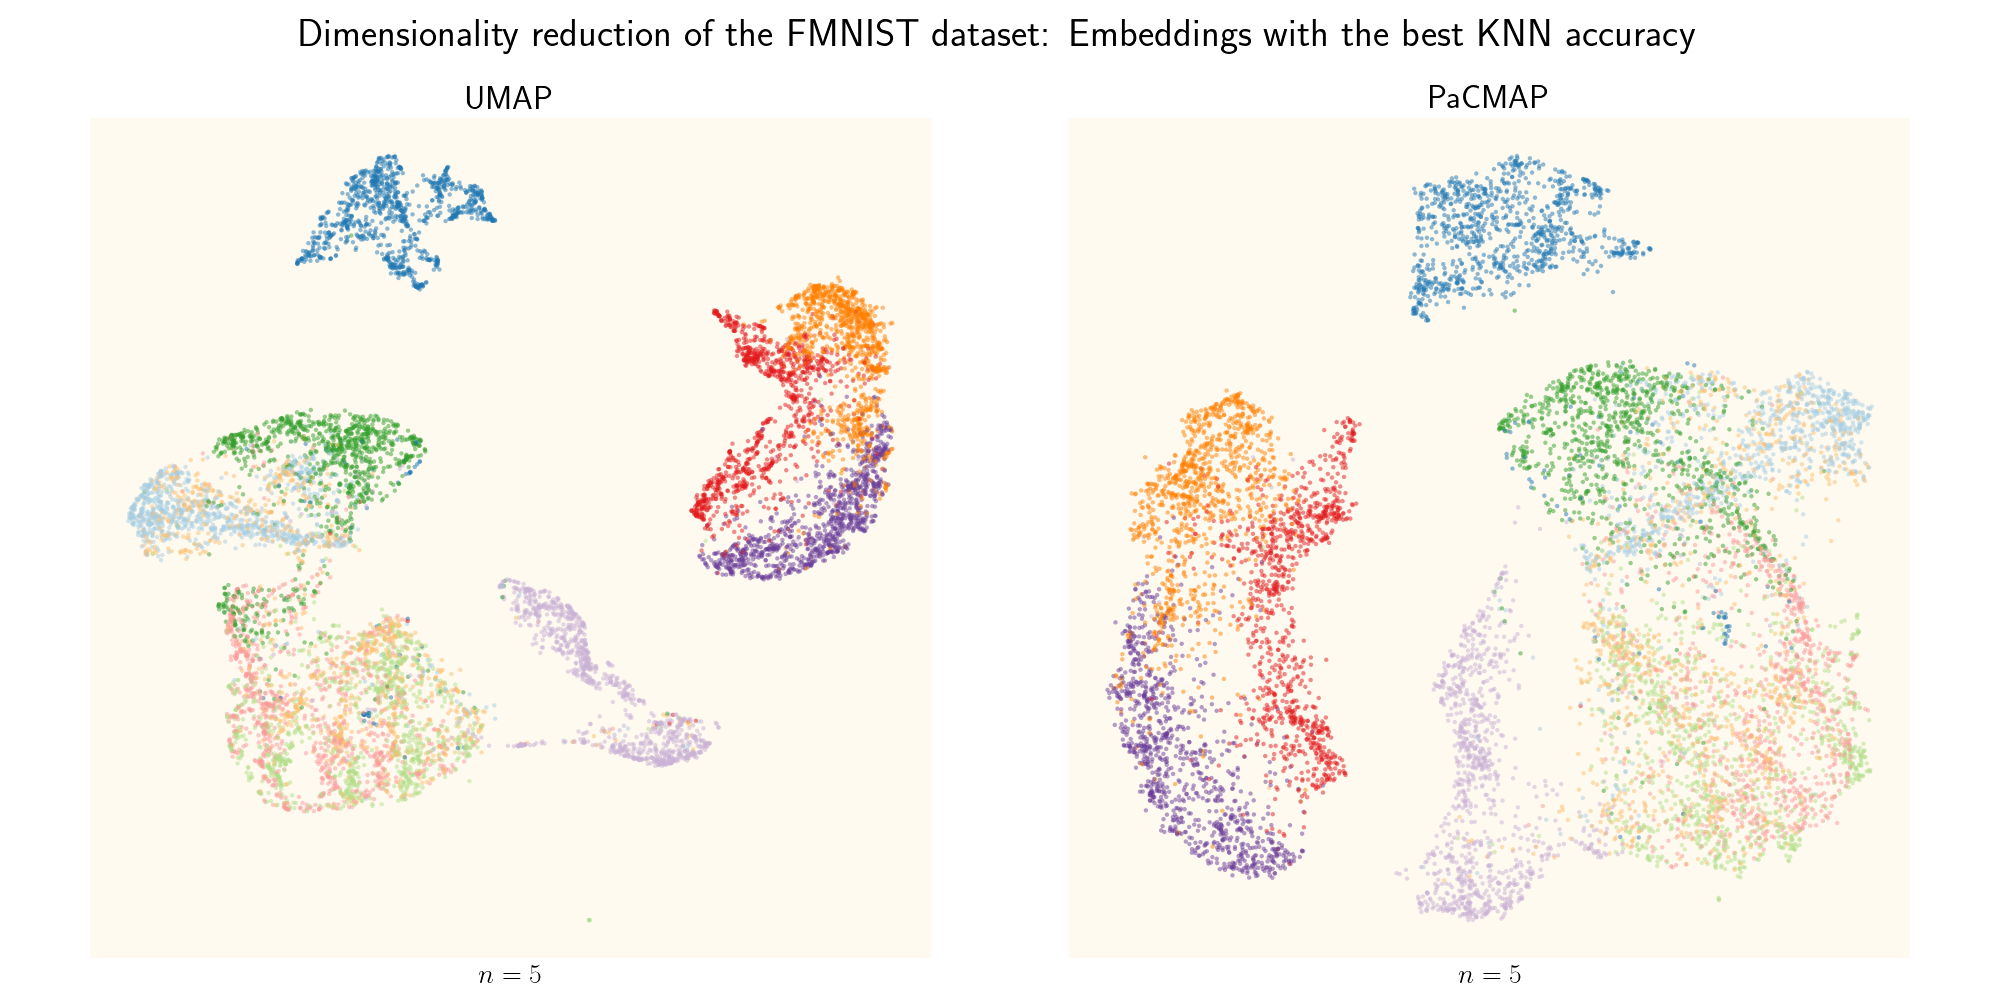 Dimensionality reduction of the FMNIST dataset: Embeddings with the best KNN accuracy
UMAP
PaCMAP
n = 5
n = 5